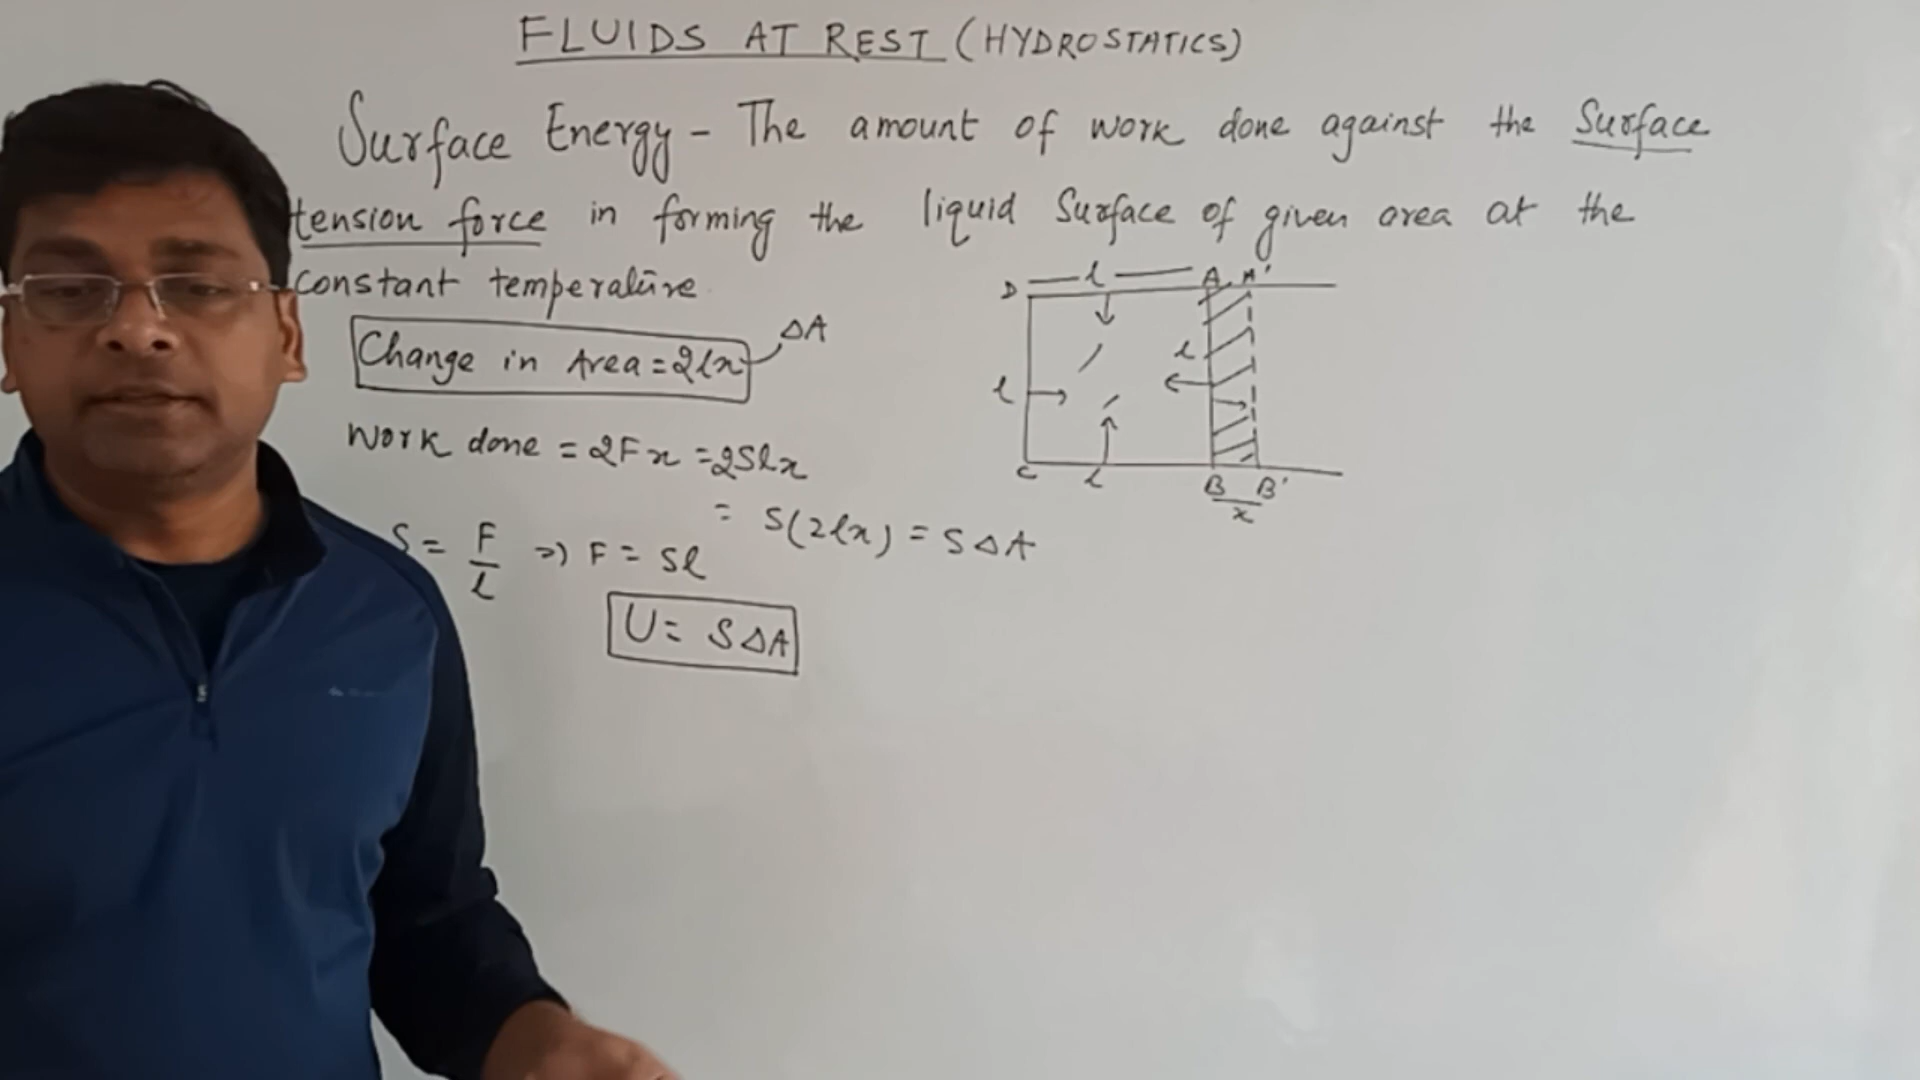 FLUIDS AT REST (HYDROSTATICS)
Surface Energy - The amount of work done against the Surface
tension force in forming the liquid Surface of given area at the
constant temperature
Change in Area = 2lx
ΔA
Work done = 2Fx = 2Slx
= S(2lx) = SΔA
S = F/l => F = Sl
U = SΔA
D l A A'
l l
C l B B'
x